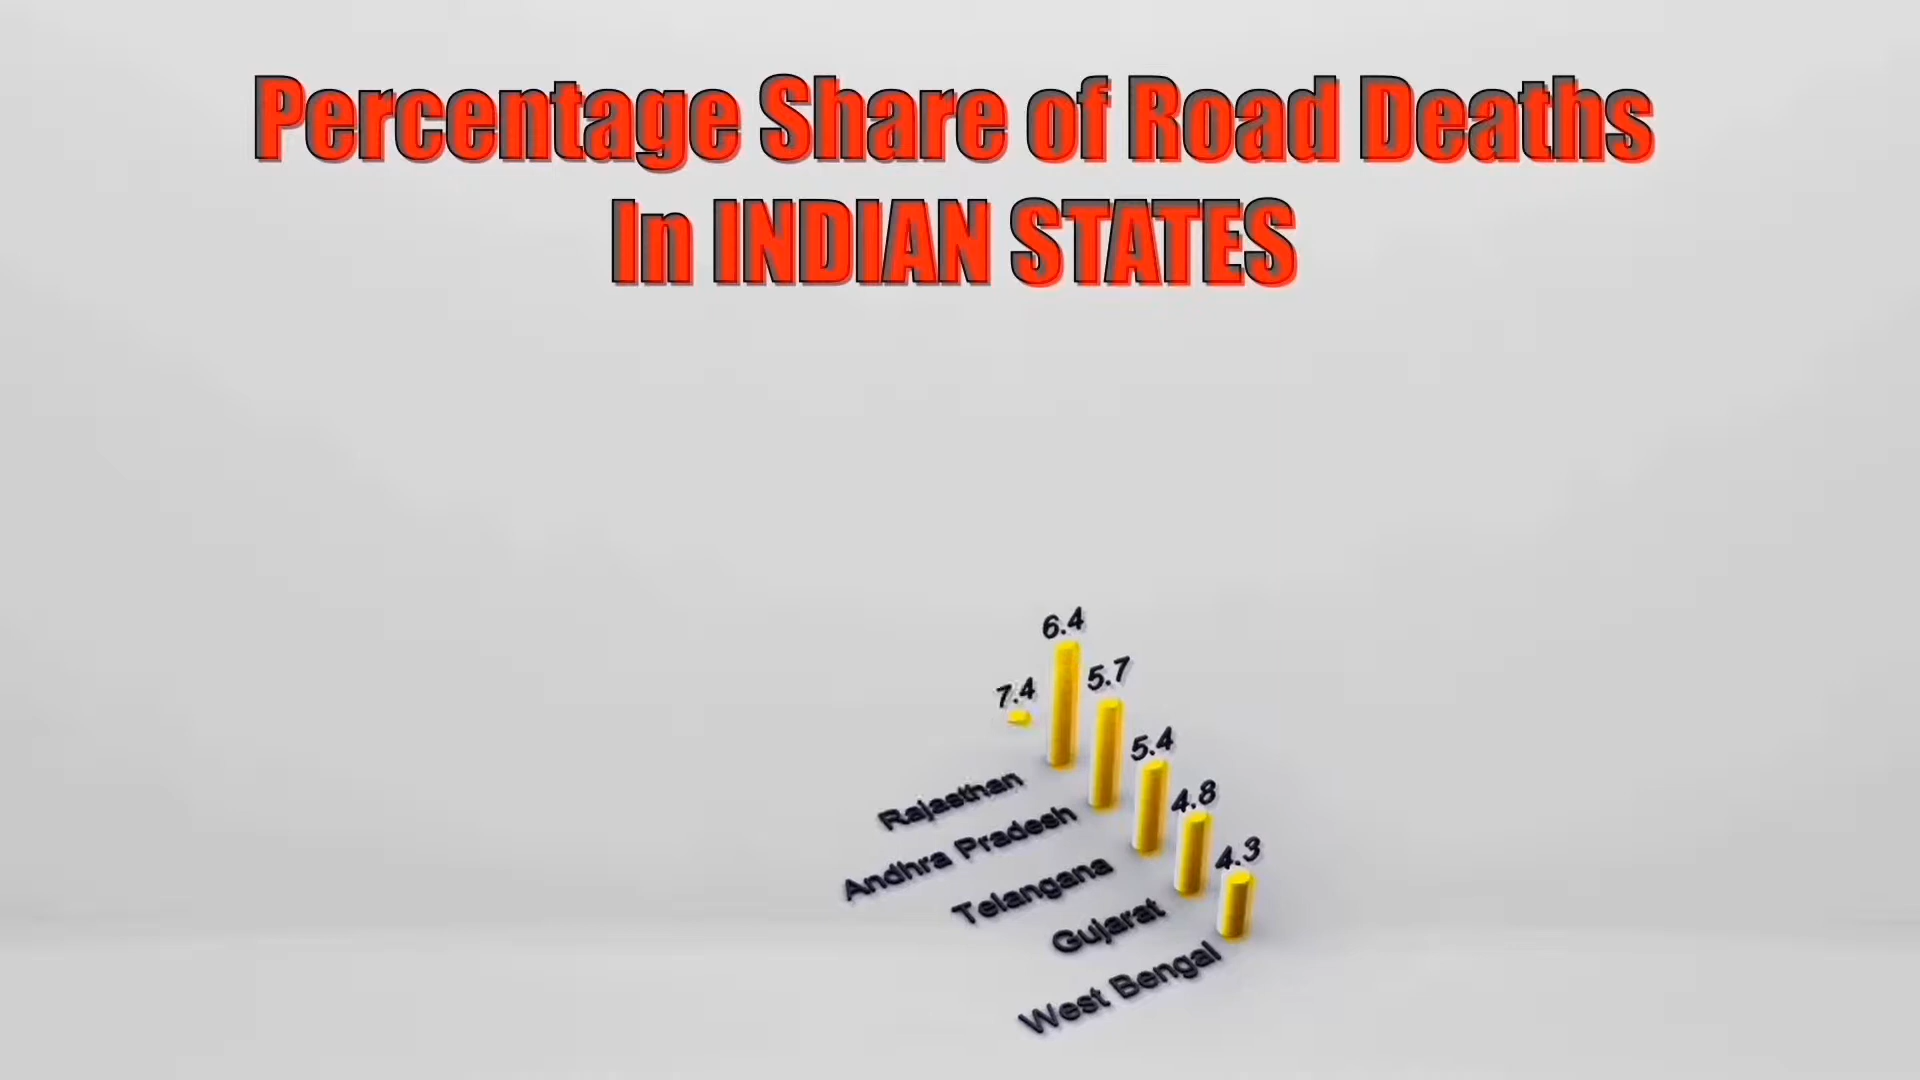 Percentage Share of Road Deaths
In INDIAN STATES
6.4
7.4
5.7
5.4
4.8
4.3
Rajasthan
Andhra Pradesh
Telangana
Gujarat
West Bengal